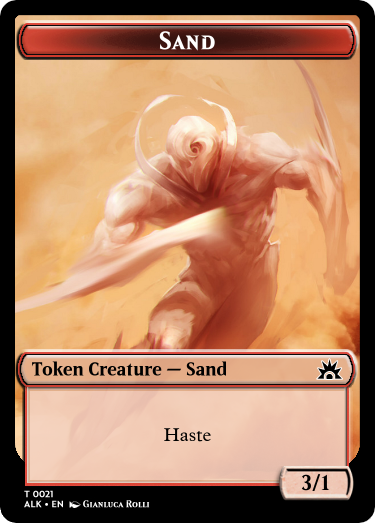 Sand
Token Creature — Sand
Haste
3/1
T 0021
ALK • EN Gianluca Rolli